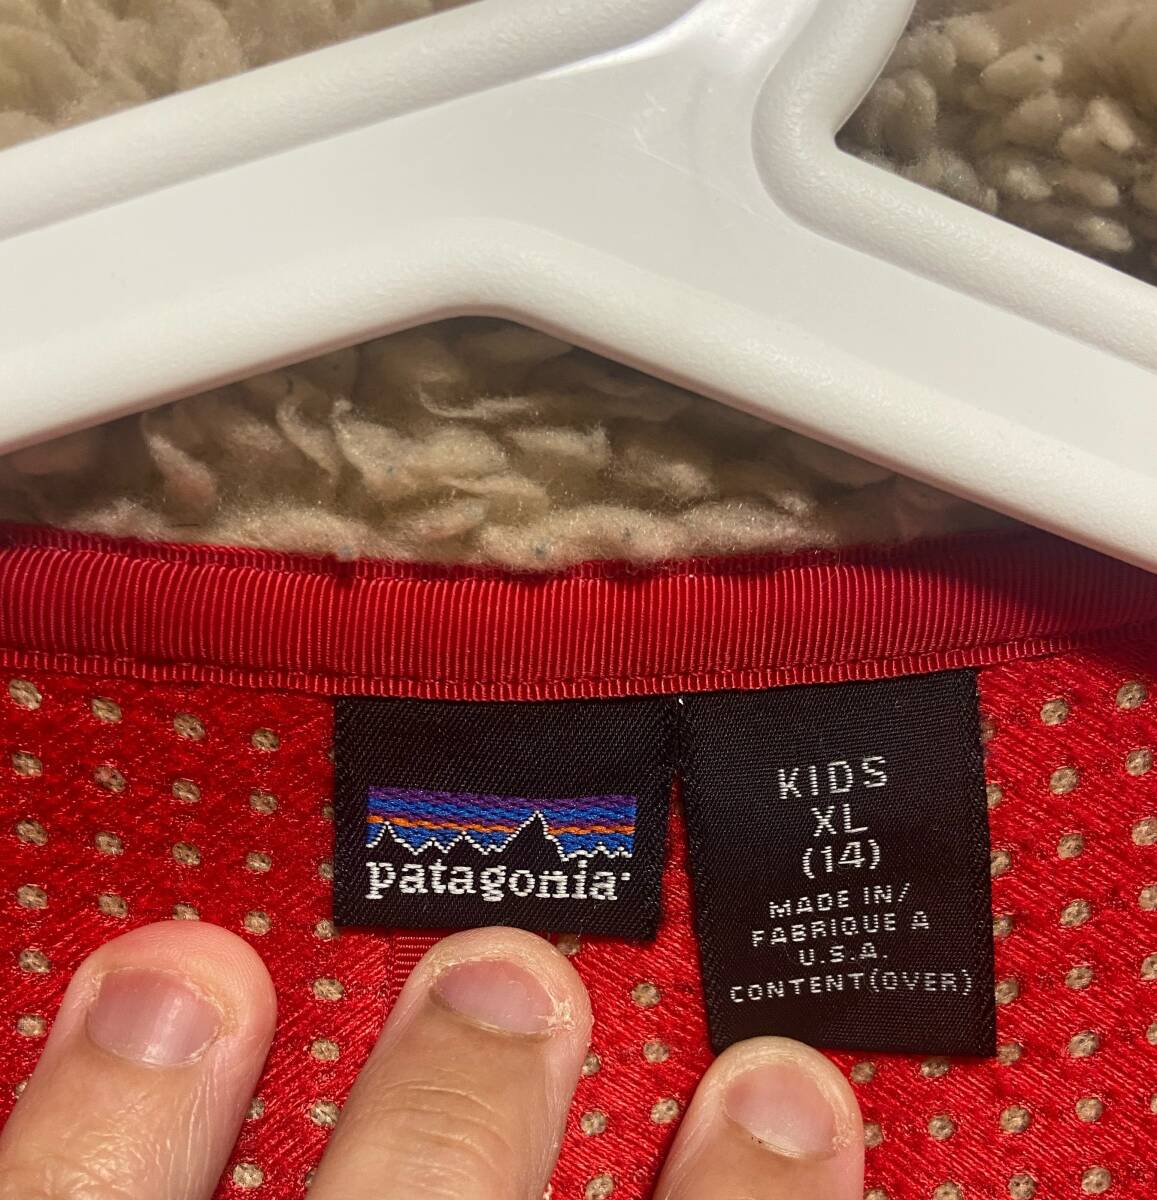 patagonia
KIDS
XL
(14)
MADE IN/
FABRIQUE A
U.S.A.
CONTENT(OVER)